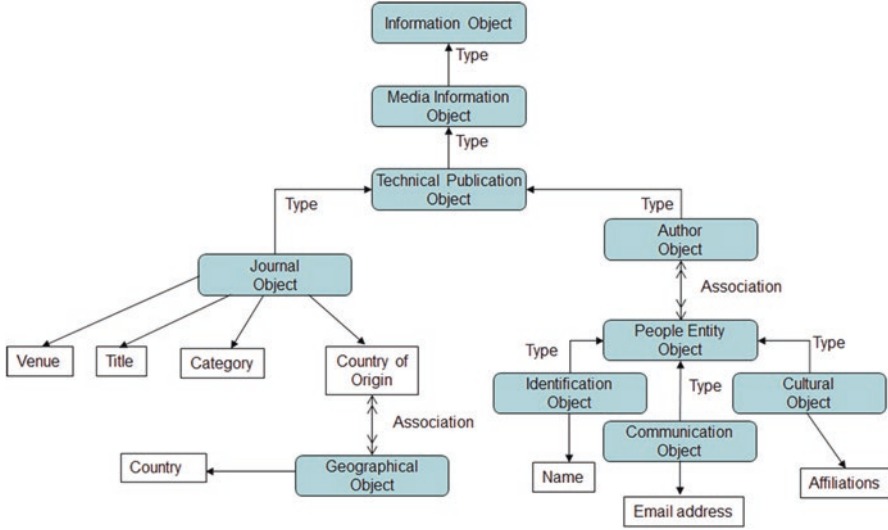 Information Object
Type
Media Information
Object
Type
Technical Publication
Object
Type
Type
Author
Object
Journal
Object
Association
People Entity
Object
Venue
Title
Category
Country of
Origin
Type
Type
Type
Identification
Object
Cultural
Object
Association
Communication
Object
Country
Geographical
Object
Name
Affiliations
Email address